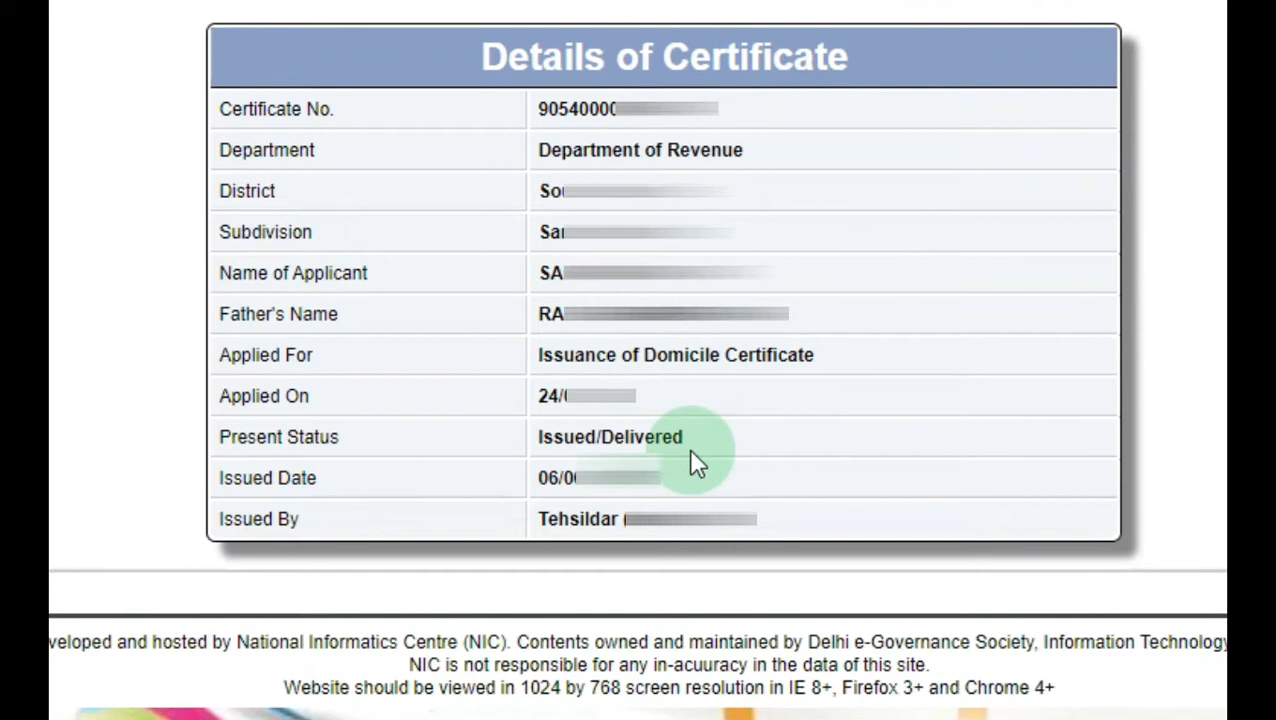 Details of Certificate
Certificate No. 90540000
Department Department of Revenue
District
Subdivision
Name of Applicant SA
Father's Name RA
Applied For Issuance of Domicile Certificate
Applied On 24/
Present Status Issued/Delivered
Issued Date 06/0
Issued By Tehsildar
veloped and hosted by National Informatics Centre (NIC). Contents owned and maintained by Delhi e-Governance Society, Information Technology
NIC is not responsible for any in-acuuracy in the data of this site.
Website should be viewed in 1024 by 768 screen resolution in IE 8+, Firefox 3+ and Chrome 4+